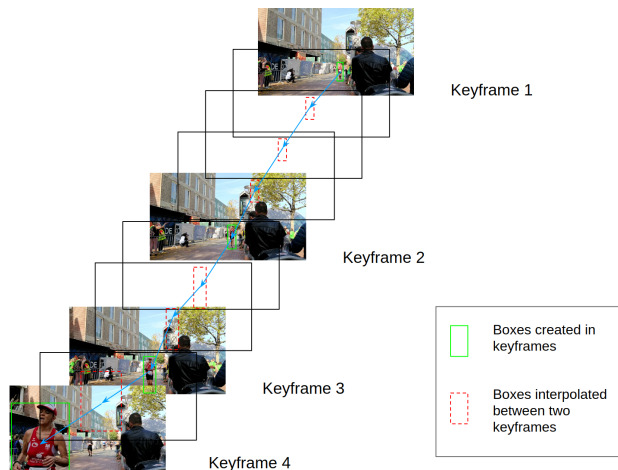 Keyframe 1
Keyframe 2
Keyframe 3
Keyframe 4
Boxes created in
keyframes
Boxes interpolated
between two
keyframes